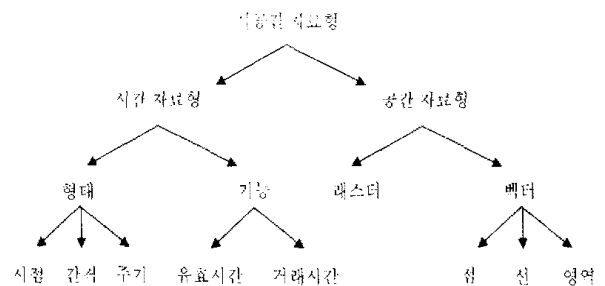 시공간 자료형
시간 자료형 공간 자료형
형태 기능 래스터 벡터
시점 간격 주기 유효시간 거래시간 점 선 영역